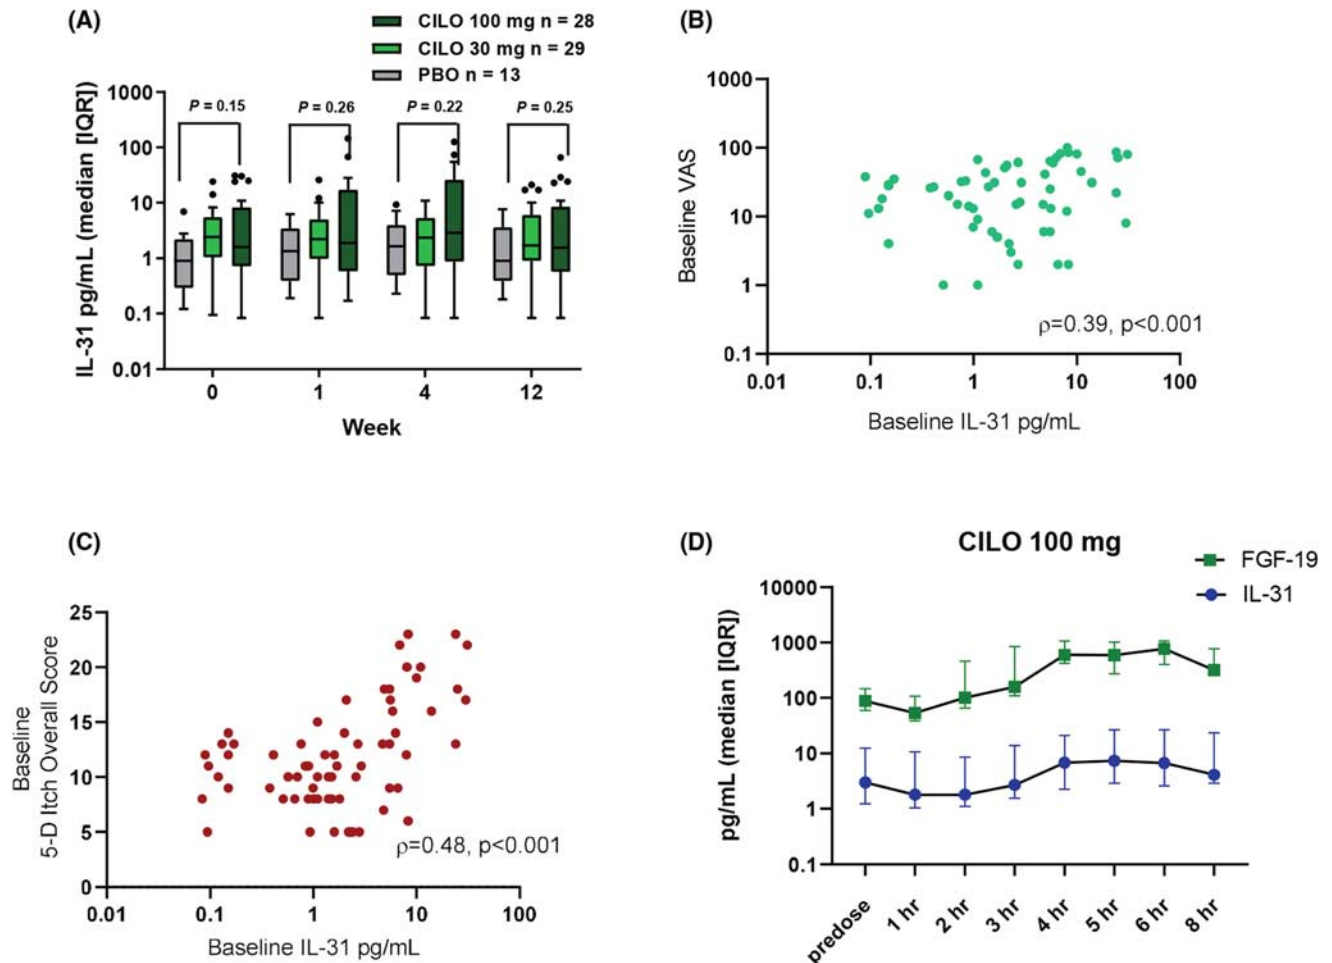 (A)
CILO 100 mg n = 28
CILO 30 mg n = 29
PBO n = 13
IL-31 pg/mL (median [IQR])
1000
100
10
1
0.1
0.01
P = 0.15
P = 0.26
P = 0.22
P = 0.25
0
1
4
12
Week
(B)
Baseline VAS
1000
100
10
1
0.1
ρ=0.39, p<0.001
0.01
0.1
1
10
100
Baseline IL-31 pg/mL
(C)
Baseline
5-D Itch Overall Score
25
20
15
10
5
0
ρ=0.48, p<0.001
0.01
0.1
1
10
100
Baseline IL-31 pg/mL
(D)
CILO 100 mg
FGF-19
IL-31
pg/mL (median [IQR])
10000
1000
100
10
1
0.1
predose
1 hr
2 hr
3 hr
4 hr
5 hr
6 hr
8 hr